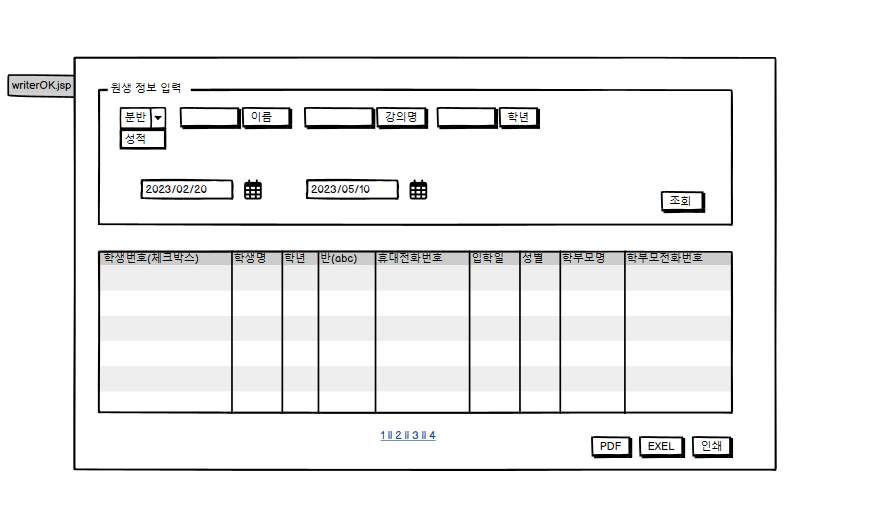 writerOK.jsp
원생 정보 입력
분반 이름 강의명 학년
성적
2023/02/20 2023/05/10
조회
학생번호(체크박스) 학생명 학년 반(abc) 휴대전화번호 입학일 성별 학부모명 학부모전화번호
1 || 2 || 3 || 4
PDF EXEL 인쇄